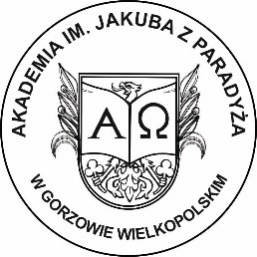 AKADEMIA IM. JAKUBA Z PARADYŻA
Α Ω
W GORZOWIE WIELKOPOLSKIM